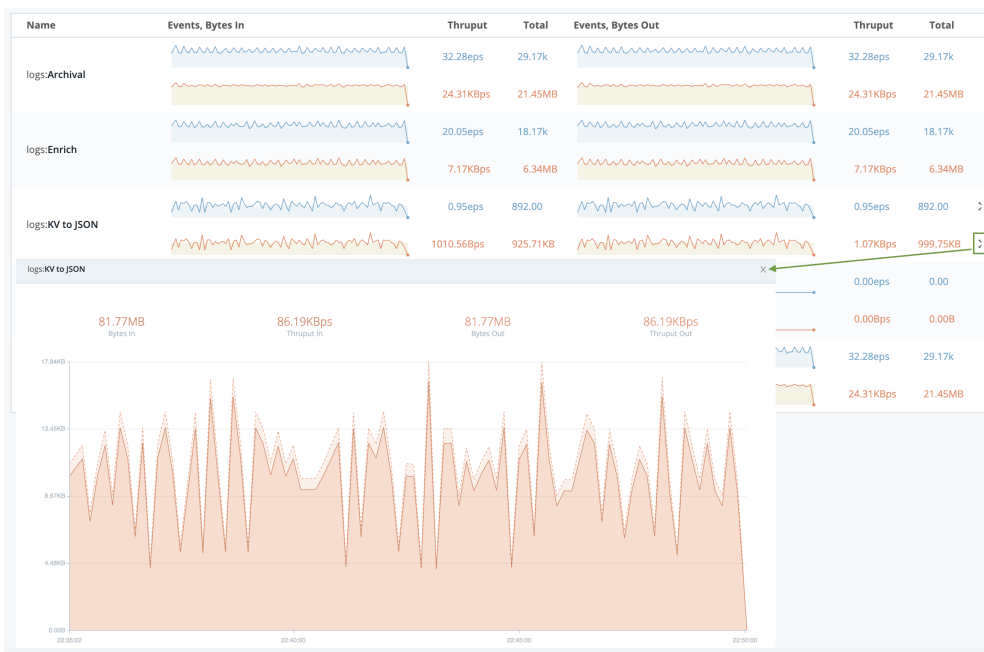 Name Events, Bytes In Thruput Total Events, Bytes Out Thruput Total
32.28eps 29.17k 32.28eps 29.17k
logs:Archival
24.31KBps 21.45MB 24.31KBps 21.45MB
20.05eps 18.17k 20.05eps 18.17k
logs:Enrich
7.17KBps 6.34MB 7.17KBps 6.34MB
0.95eps 892.00 0.95eps 892.00
logs:KV to JSON
1010.56Bps 925.71KB 1.07KBps 999.75KB
logs:KV to JSON X
0.00eps 0.00
0.00Bps 0.00B
81.77MB 86.19KBps 81.77MB 86.19KBps
Bytes In Thruput In Bytes Out Thruput Out
32.28eps 29.17k
17.94KB
24.31KBps 21.45MB
13.45KB
8.97KB
4.48KB
0.00B
22:35:02 22:40:00 22:45:00 22:50:00